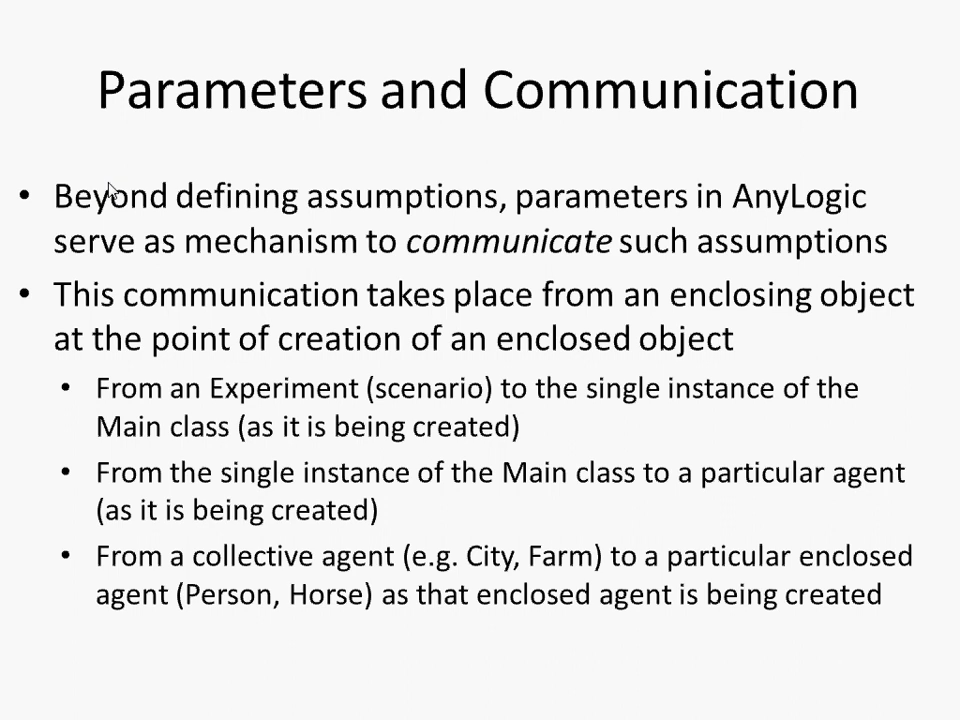 Parameters and Communication
• Beyond defining assumptions, parameters in AnyLogic
serve as mechanism to communicate such assumptions
• This communication takes place from an enclosing object
at the point of creation of an enclosed object
• From an Experiment (scenario) to the single instance of the
Main class (as it is being created)
• From the single instance of the Main class to a particular agent
(as it is being created)
• From a collective agent (e.g. City, Farm) to a particular enclosed
agent (Person, Horse) as that enclosed agent is being created